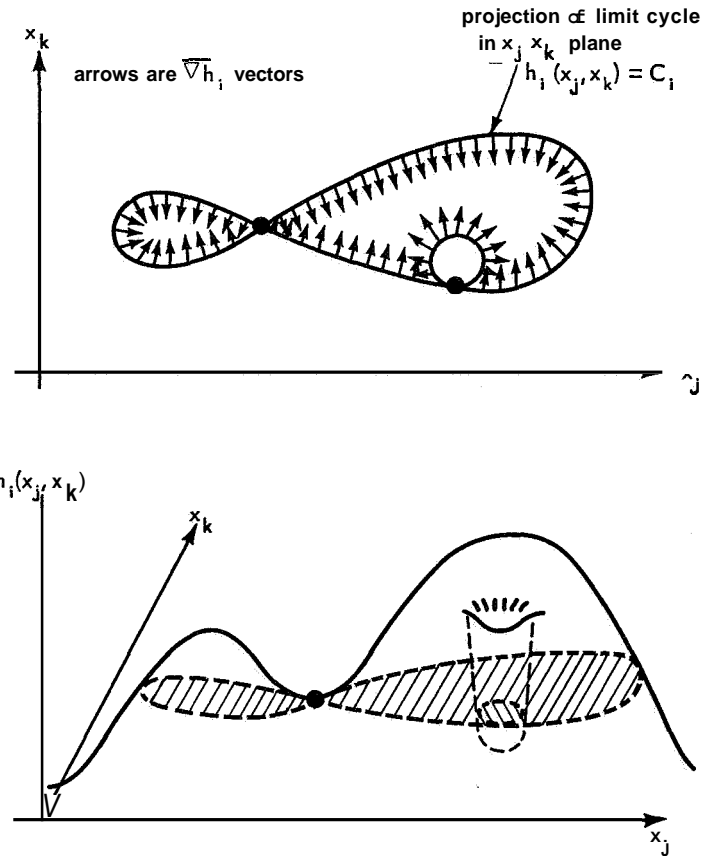 projection of limit cycle
in x_j x_k plane
h_i(x_j, x_k) = C_i
x_k
arrows are ∇h_i vectors
^j
h_i(x_j, x_k)
x_k
x_j